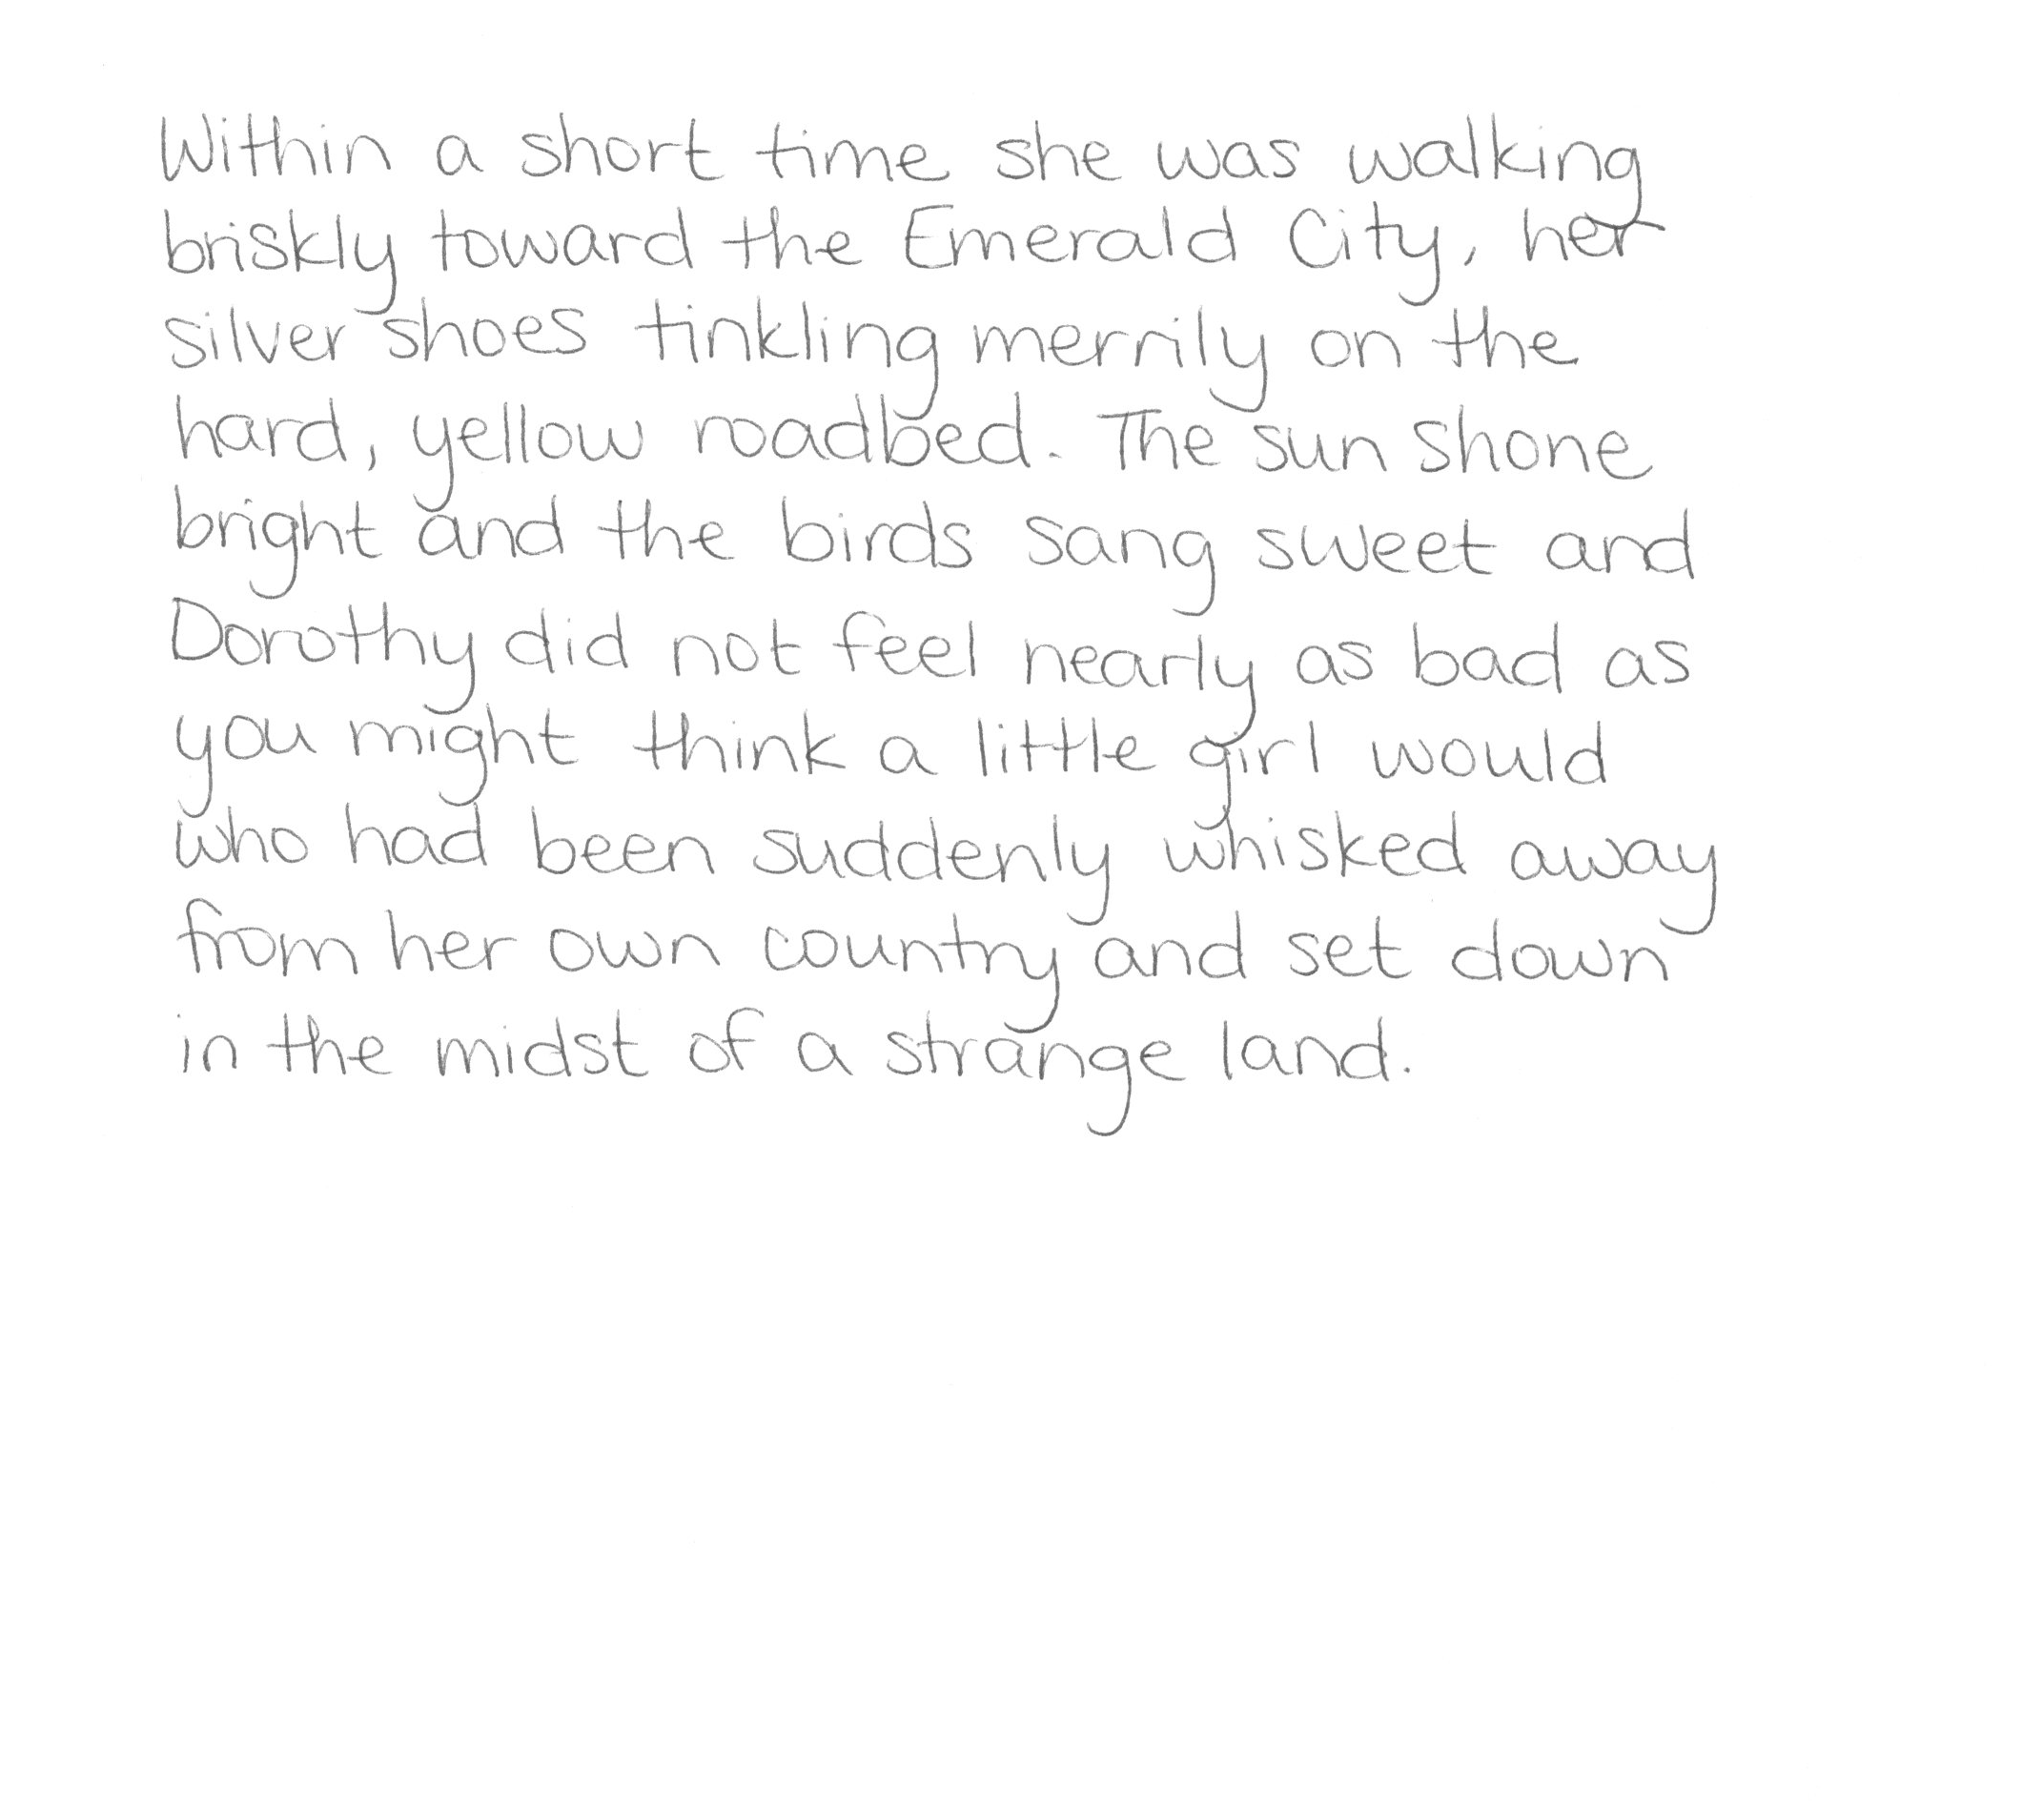 Within a short time she was walking
briskly toward the Emerald City, her
silver shoes tinkling merrily on the
hard, yellow roadbed. The sun shone
bright and the birds sang sweet and
Dorothy did not feel nearly as bad as
you might think a little girl would
who had been suddenly whisked away
from her own country and set down
in the midst of a strange land.